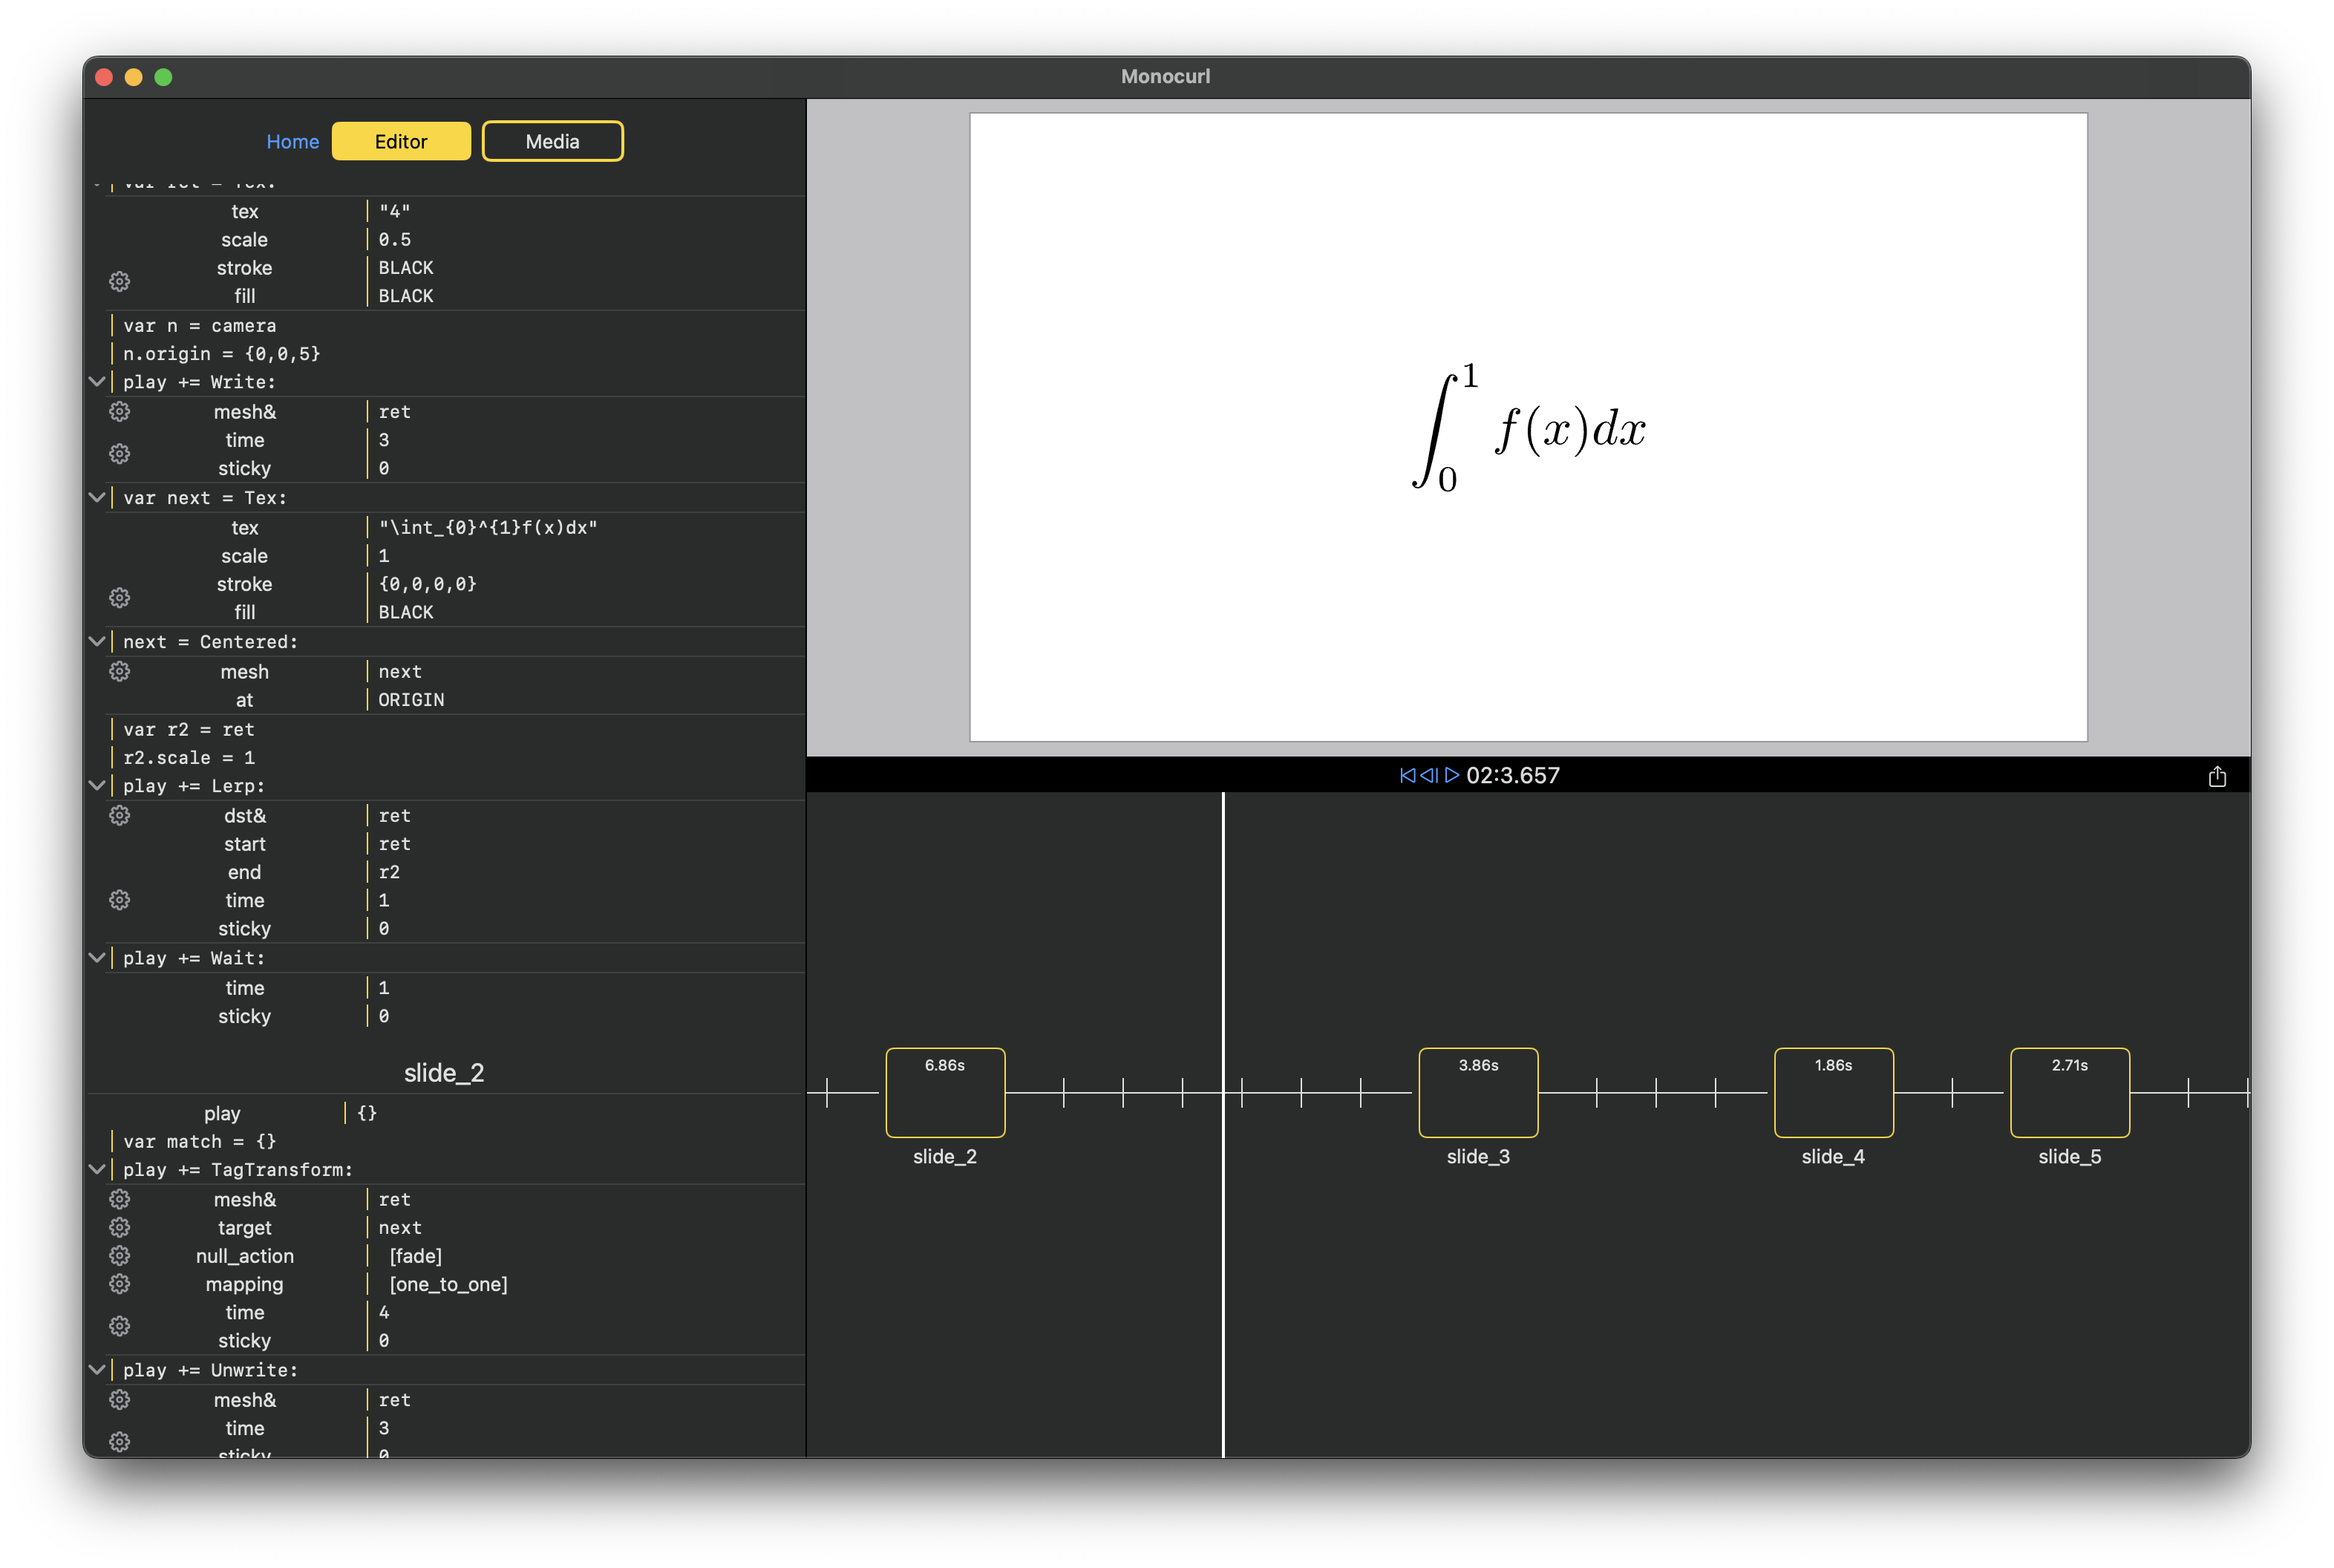 Monocurl
Home Editor Media
var ret = Tex:
tex "4"
scale 0.5
stroke BLACK
fill BLACK
var n = camera
n.origin = {0,0,5}
play += Write:
mesh& ret
time 3
sticky 0
var next = Tex:
tex "\int_{0}^{1}f(x)dx"
scale 1
stroke {0,0,0,0}
fill BLACK
next = Centered:
mesh next
at ORIGIN
var r2 = ret
r2.scale = 1
play += Lerp:
dst& ret
start ret
end r2
time 1
sticky 0
play += Wait:
time 1
sticky 0
slide_2
play {}
var match = {}
play += TagTransform:
mesh& ret
target next
null_action [fade]
mapping [one_to_one]
time 4
sticky 0
play += Unwrite:
mesh& ret
time 3
sticky 0
∫₀¹ f(x)dx
02:3.657
6.86s
slide_2
3.86s
slide_3
1.86s
slide_4
2.71s
slide_5